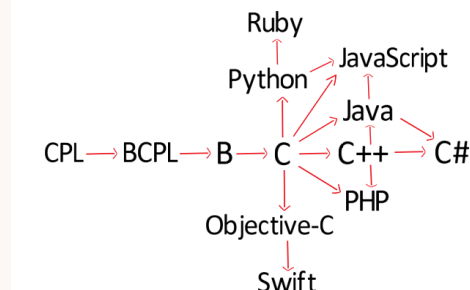 Ruby
JavaScript
Python
Java
CPL BCPL B C C++ C#
PHP
Objective-C
Swift